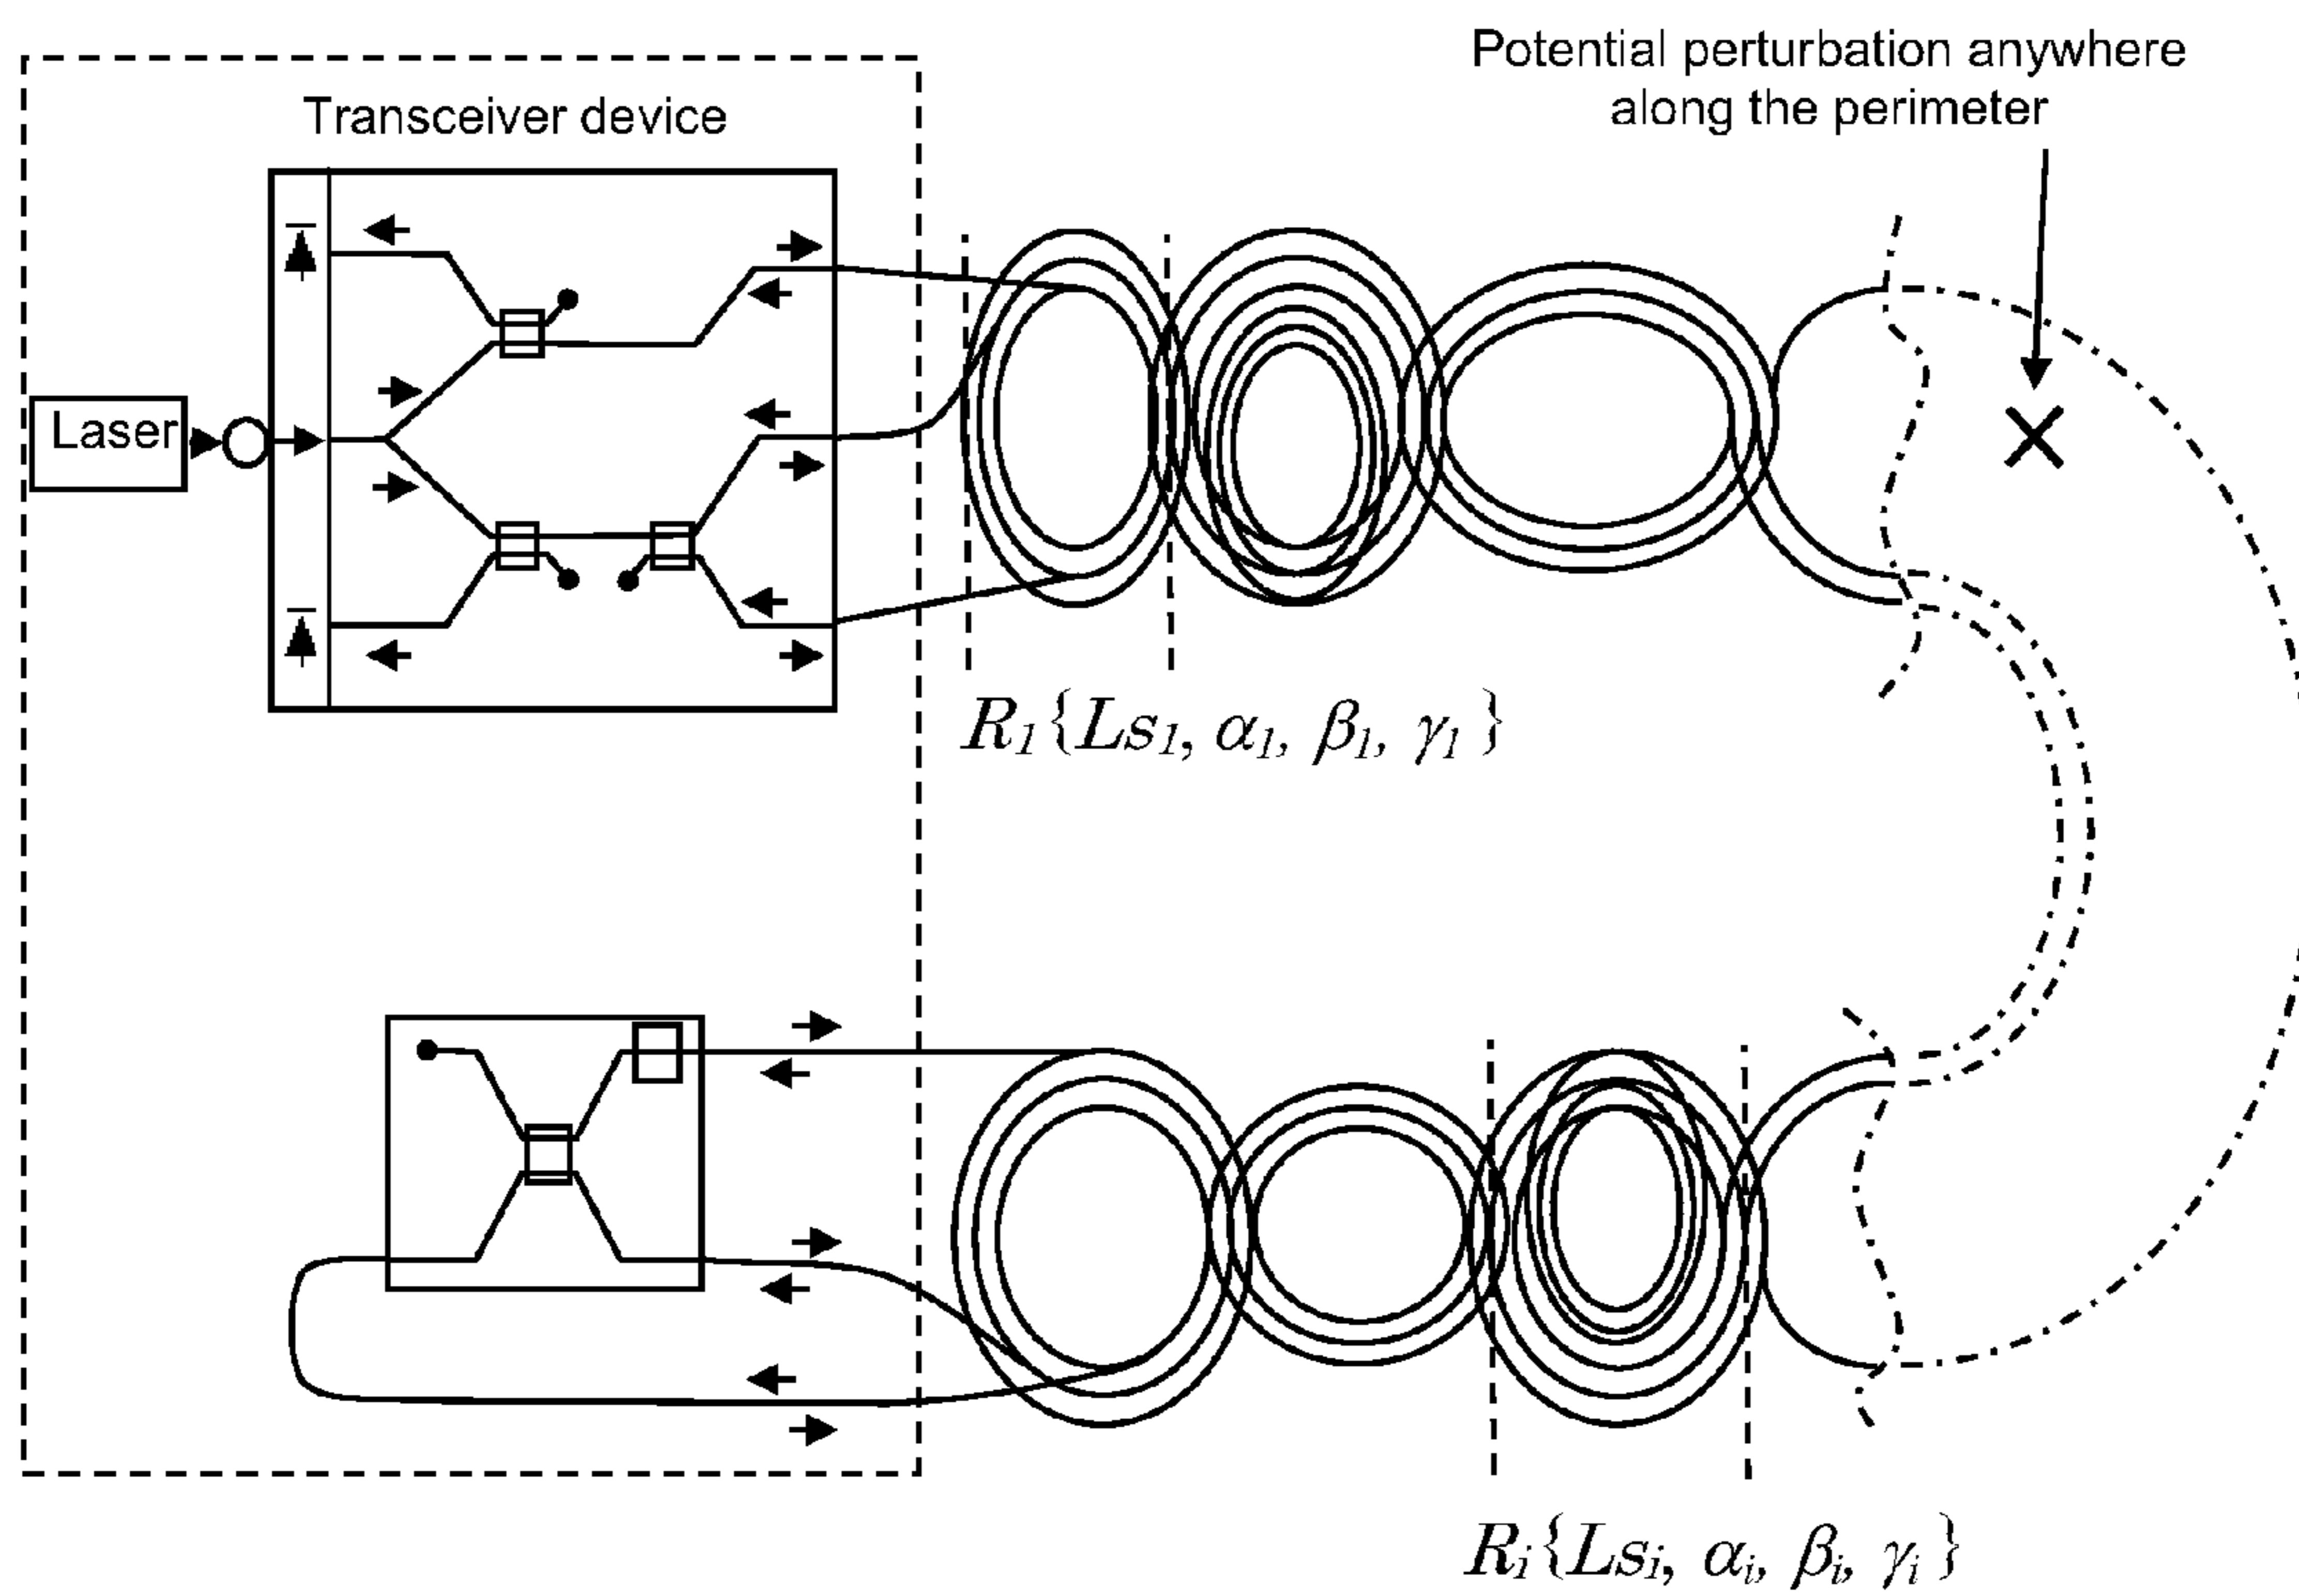 Potential perturbation anywhere
along the perimeter
Transceiver device
Laser
R₁{Ls₁, α₁, β₁, γ₁}
Rᵢ{Lsᵢ, αᵢ, βᵢ, γᵢ}